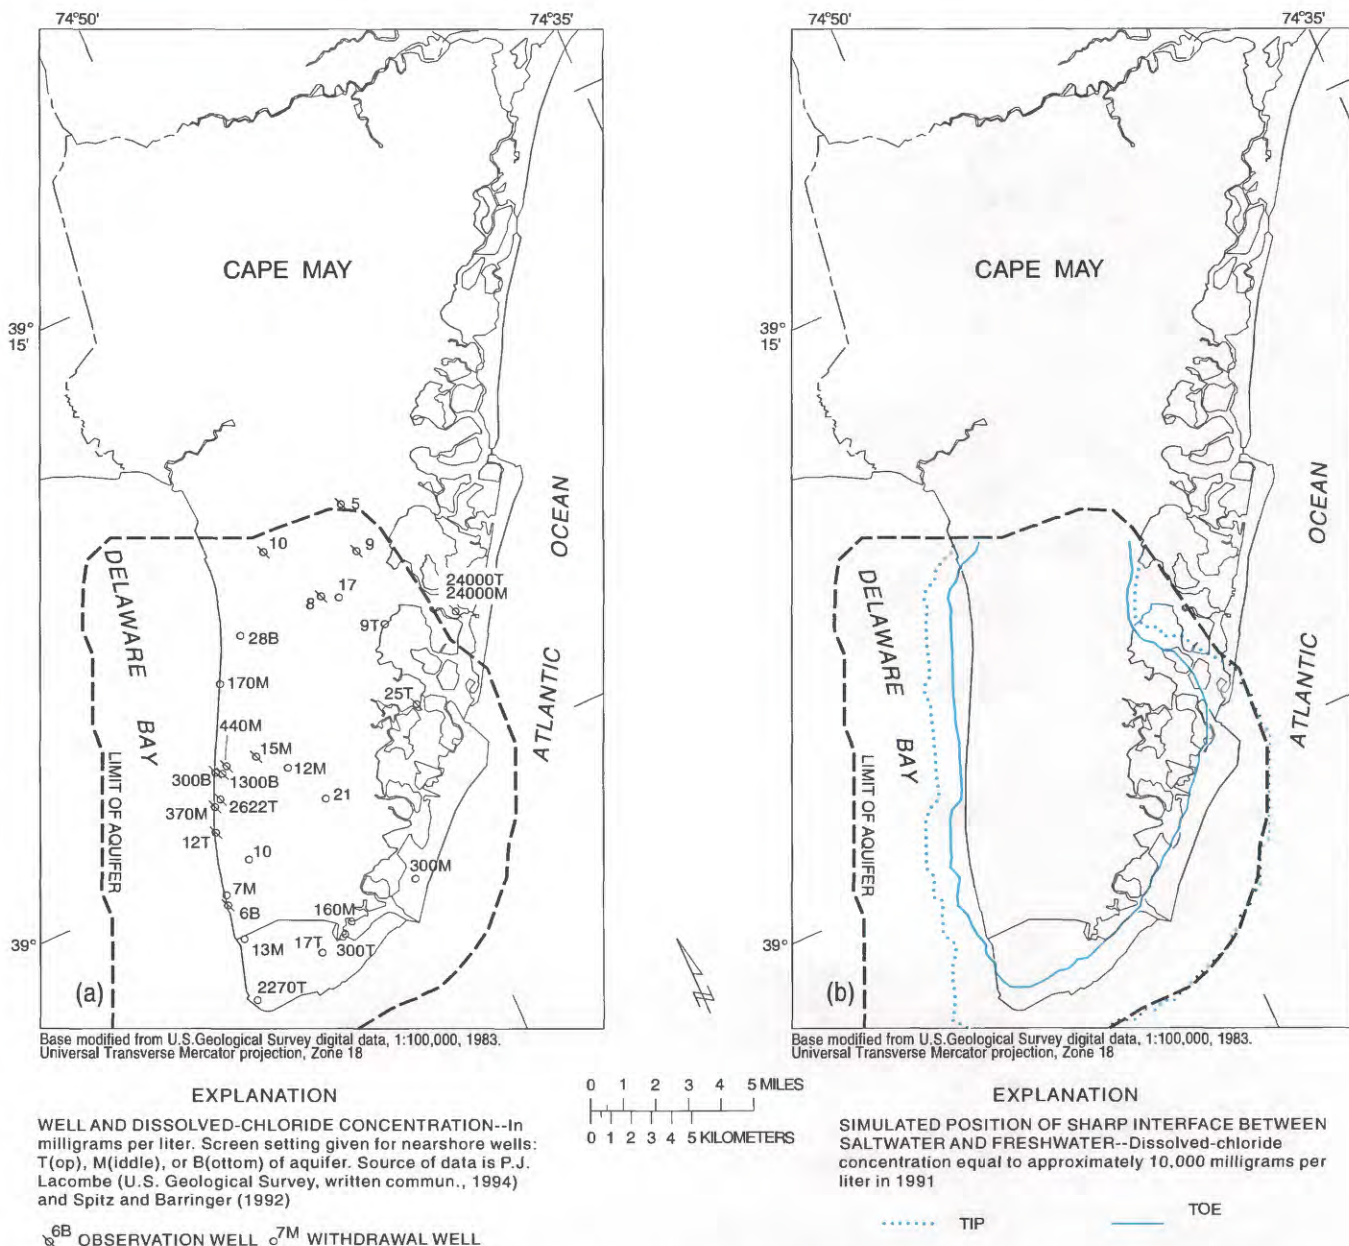 74°50'
74°35'
CAPE MAY
39°
15'
5
10
9
8
17
24000T
24000M
9T
28B
170M
25T
440M
15M
12M
300B
1300B
2622T
370M
21
12T
10
300M
7M
6B
160M
13M
17T
300T
2270T
39°
DELAWARE
BAY
LIMIT OF AQUIFER
ATLANTIC
OCEAN
(a)
Base modified from U.S.Geological Survey digital data, 1:100,000, 1983.
Universal Transverse Mercator projection, Zone 18
EXPLANATION
WELL AND DISSOLVED-CHLORIDE CONCENTRATION--In
milligrams per liter. Screen setting given for nearshore wells:
T(op), M(iddle), or B(ottom) of aquifer. Source of data is P.J.
Lacombe (U.S. Geological Survey, written commun., 1994)
and Spitz and Barringer (1992)
6B OBSERVATION WELL 7M WITHDRAWAL WELL
N
0 1 2 3 4 5 MILES
0 1 2 3 4 5 KILOMETERS
74°50'
74°35'
CAPE MAY
39°
15'
DELAWARE
BAY
LIMIT OF AQUIFER
ATLANTIC
OCEAN
39°
(b)
Base modified from U.S.Geological Survey digital data, 1:100,000, 1983.
Universal Transverse Mercator projection, Zone 18
EXPLANATION
SIMULATED POSITION OF SHARP INTERFACE BETWEEN
SALTWATER AND FRESHWATER--Dissolved-chloride
concentration equal to approximately 10,000 milligrams per
liter in 1991
TIP
TOE